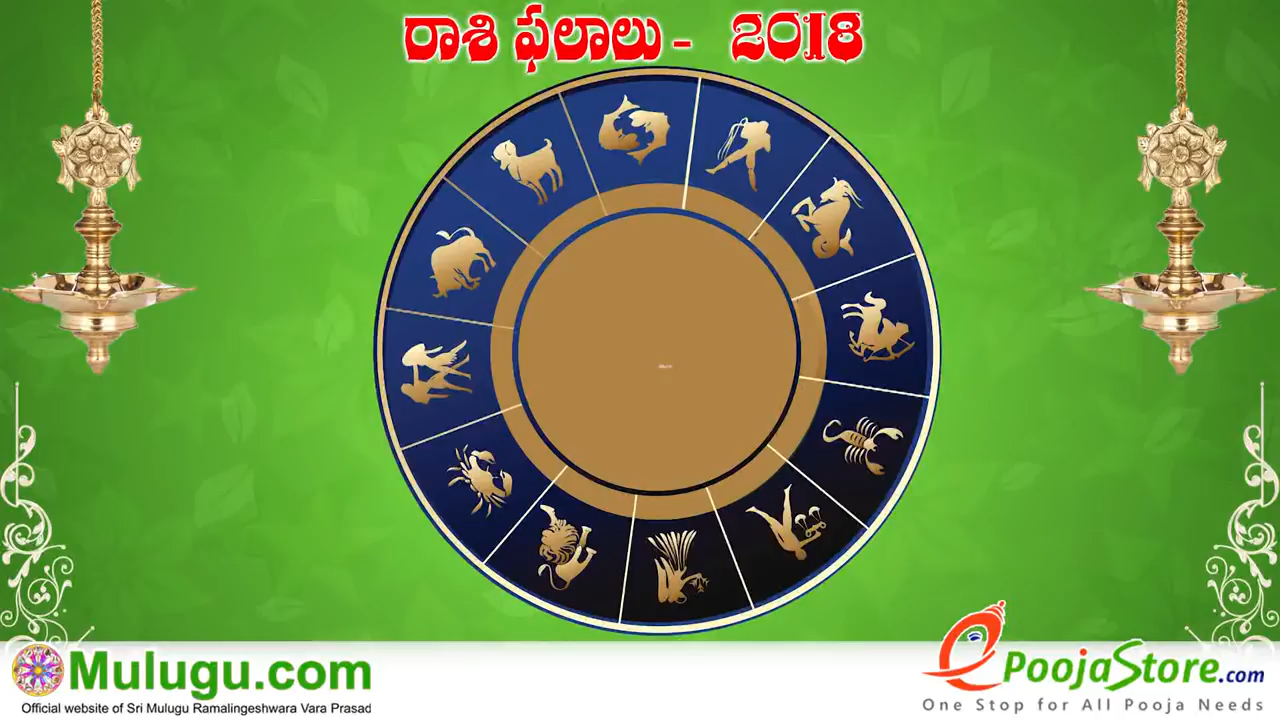 రాశి ఫలాలు - 2018
Mulugu.com
Official website of Sri Mulugu Ramalingeshwara Vara Prasad
ePoojaStore.com
One Stop for All Pooja Needs